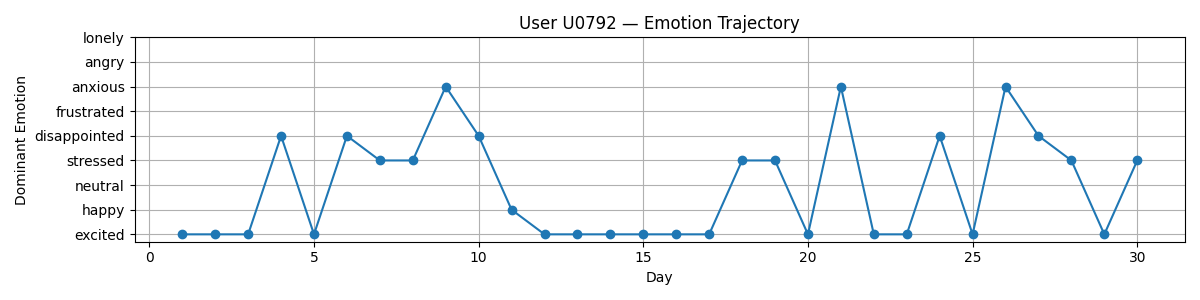 User U0792 — Emotion Trajectory
Dominant Emotion
lonely
angry
anxious
frustrated
disappointed
stressed
neutral
happy
excited
0 5 10 15 20 25 30
Day